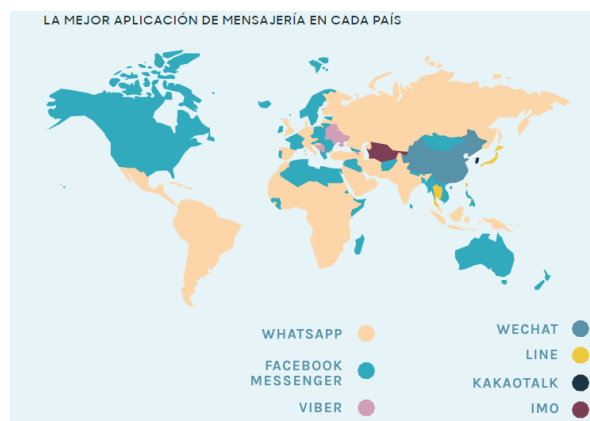 LA MEJOR APLICACIÓN DE MENSAJERÍA EN CADA PAÍS
WHATSAPP
FACEBOOK
MESSENGER
VIBER
WECHAT
LINE
KAKAOTALK
IMO